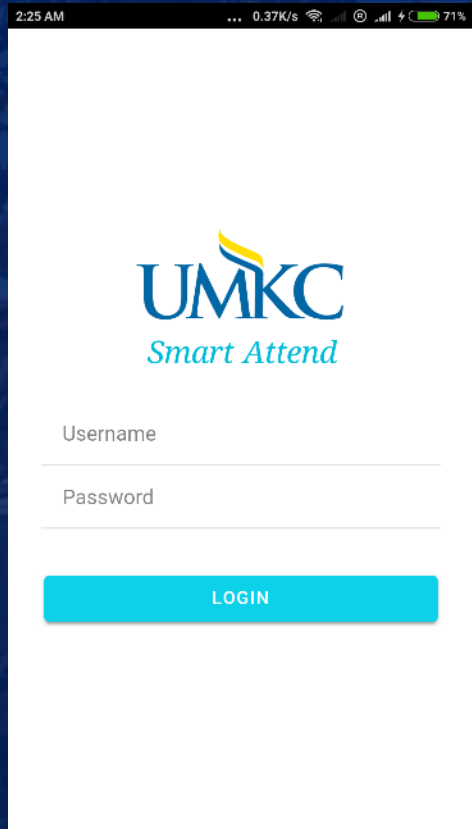 2:25 AM ... 0.37K/s ® 71%
UMKC
Smart Attend
Username
Password
LOGIN